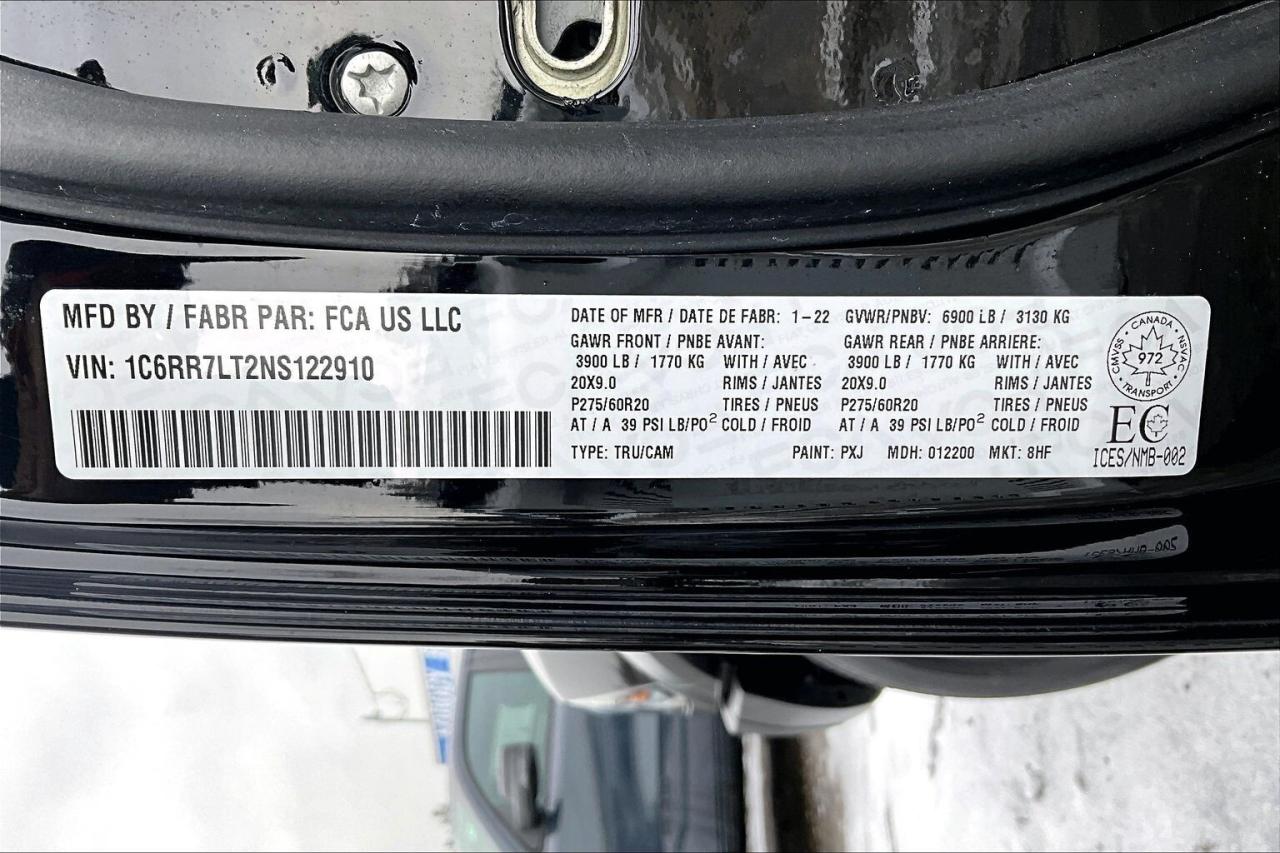 MFD BY / FABR PAR: FCA US LLC
VIN: 1C6RR7LT2NS122910
DATE OF MFR / DATE DE FABR: 1-22 GVWR/PNBV: 6900 LB / 3130 KG
GAWR FRONT / PNBE AVANT: GAWR REAR / PNBE ARRIERE:
3900 LB / 1770 KG WITH / AVEC 3900 LB / 1770 KG WITH / AVEC
20X9.0 RIMS / JANTES 20X9.0 RIMS / JANTES
P275/60R20 TIRES / PNEUS P275/60R20 TIRES / PNEUS
AT / A 39 PSI LB/PO² COLD / FROID AT / A 39 PSI LB/PO² COLD / FROID
TYPE: TRU/CAM PAINT: PXJ MDH: 012200 MKT: 8HF
CANADA
CMVSS 972 NSVAC
TRANSPORT
EC
ICES/NMB-002